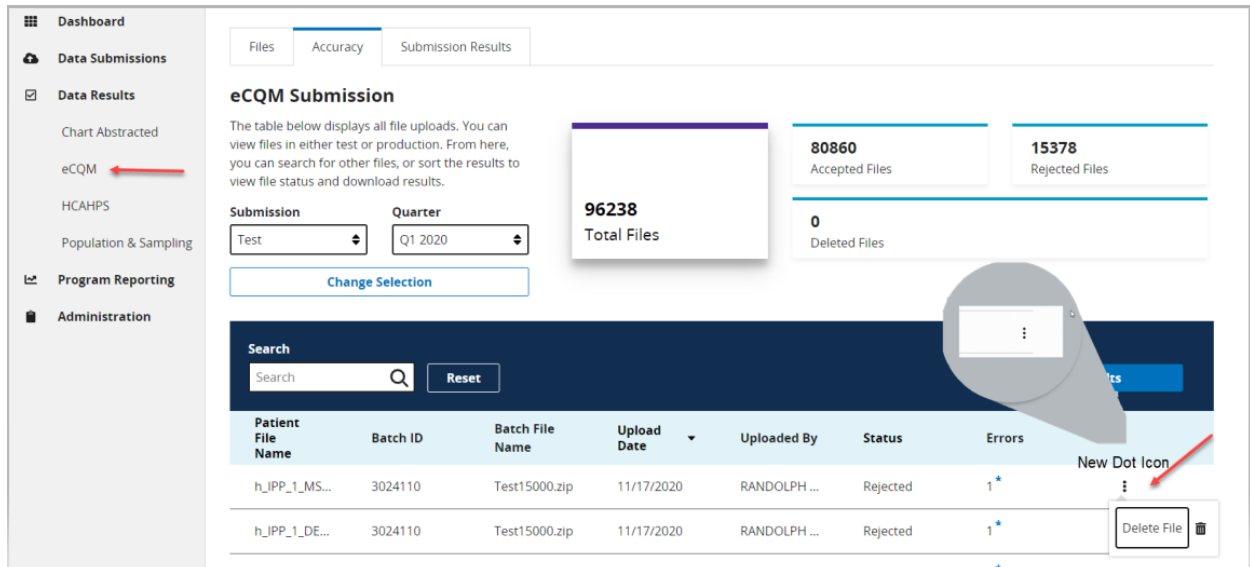 Dashboard
Data Submissions
Data Results
Chart Abstracted
eCQM
HCAHPS
Population & Sampling
Program Reporting
Administration
Files
Accuracy
Submission Results
eCQM Submission
The table below displays all file uploads. You can
view files in either test or production. From here,
you can search for other files, or sort the results to
view file status and download results.
Submission
Quarter
Test
Q1 2020
Change Selection
96238
Total Files
80860
Accepted Files
15378
Rejected Files
0
Deleted Files
Search
Search
Reset
Patient
File
Name
Batch ID
Batch File
Name
Upload
Date
Uploaded By
Status
Errors
New Dot Icon
h_IPP_1_MS... 3024110 Test15000.zip 11/17/2020 RANDOLPH ... Rejected 1*
h_IPP_1_DE... 3024110 Test15000.zip 11/17/2020 RANDOLPH ... Rejected 1*
Delete File